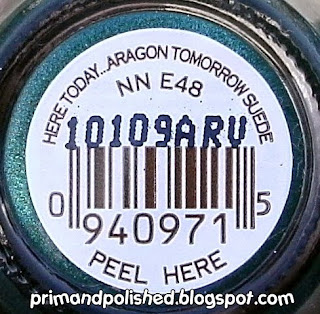 HERE TODAY...ARAGON TOMORROW SUEDE
NN E48
10109ARV
0 940971 5
PEEL HERE
primandpolished.blogspot.com